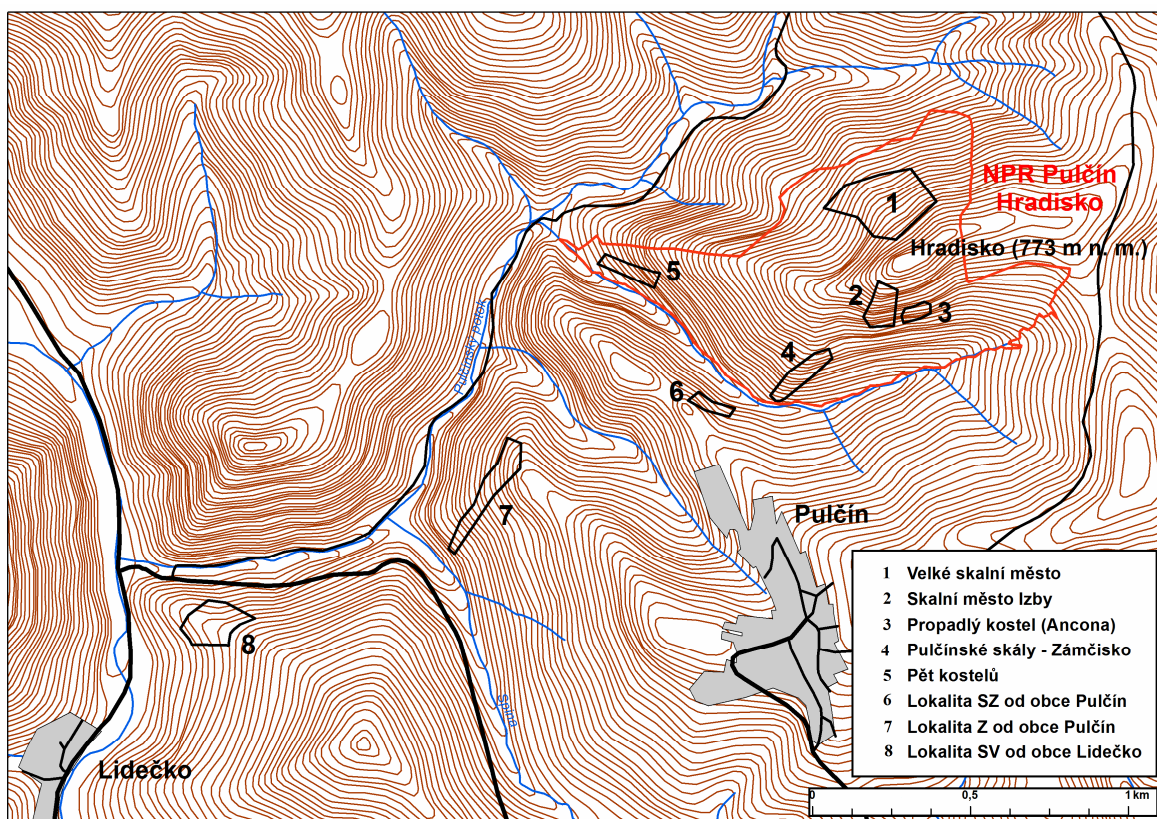 NPR Pulčín
Hradisko
1
Hradisko (773 m n. m.)
5
2
3
4
Pulčínský potok
6
7
Pulčín
8
Spína
Lidečko
1 Velké skalní město
2 Skalní město Izby
3 Propadlý kostel (Ancona)
4 Pulčínské skály - Zámčisko
5 Pět kostelů
6 Lokalita SZ od obce Pulčín
7 Lokalita Z od obce Pulčín
8 Lokalita SV od obce Lidečko
0 0,5 1 km